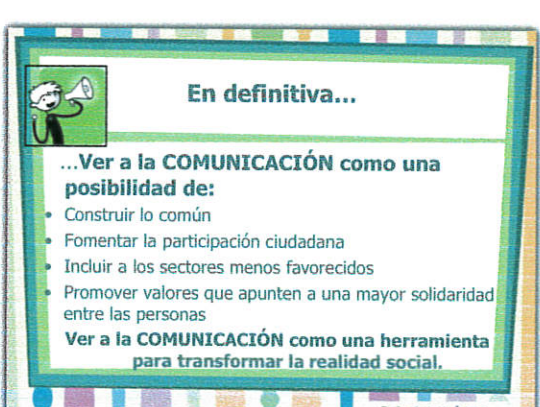 En definitiva...
...Ver a la COMUNICACIÓN como una
posibilidad de:
• Construir lo común
• Fomentar la participación ciudadana
• Incluir a los sectores menos favorecidos
• Promover valores que apunten a una mayor solidaridad
entre las personas
Ver a la COMUNICACIÓN como una herramienta
para transformar la realidad social.